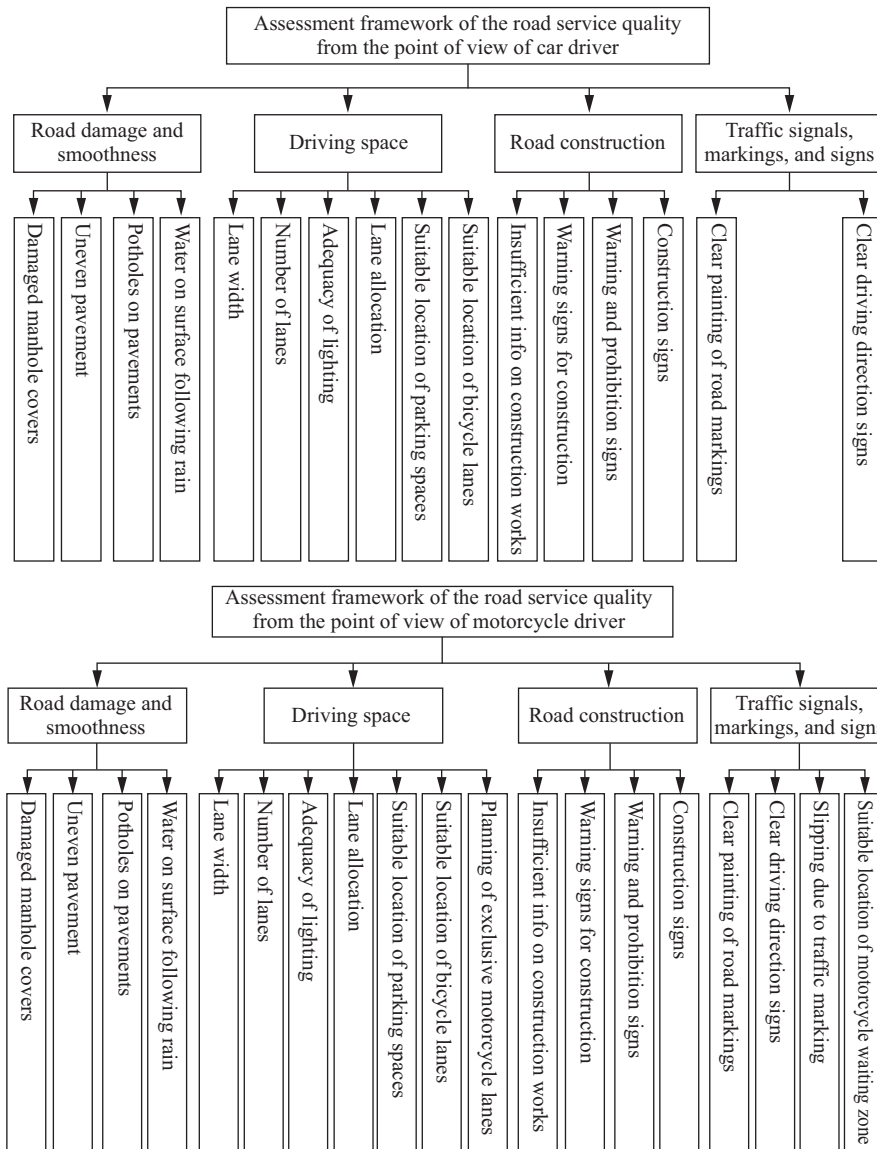 Assessment framework of the road service quality
from the point of view of car driver
Road damage and
smoothness
Driving space
Road construction
Traffic signals,
markings, and signs
Damaged manhole covers
Uneven pavement
Potholes on pavements
Water on surface following rain
Lane width
Number of lanes
Adequacy of lighting
Lane allocation
Suitable location of parking spaces
Suitable location of bicycle lanes
Insufficient info on construction works
Warning signs for construction
Warning and prohibition signs
Construction signs
Clear painting of road markings
Clear driving direction signs
Assessment framework of the road service quality
from the point of view of motorcycle driver
Road damage and
smoothness
Driving space
Road construction
Traffic signals,
markings, and signs
Damaged manhole covers
Uneven pavement
Potholes on pavements
Water on surface following rain
Lane width
Number of lanes
Adequacy of lighting
Lane allocation
Suitable location of parking spaces
Suitable location of bicycle lanes
Planning of exclusive motorcycle lanes
Insufficient info on construction works
Warning signs for construction
Warning and prohibition signs
Construction signs
Clear painting of road markings
Clear driving direction signs
Slipping due to traffic marking
Suitable location of motorcycle waiting zone